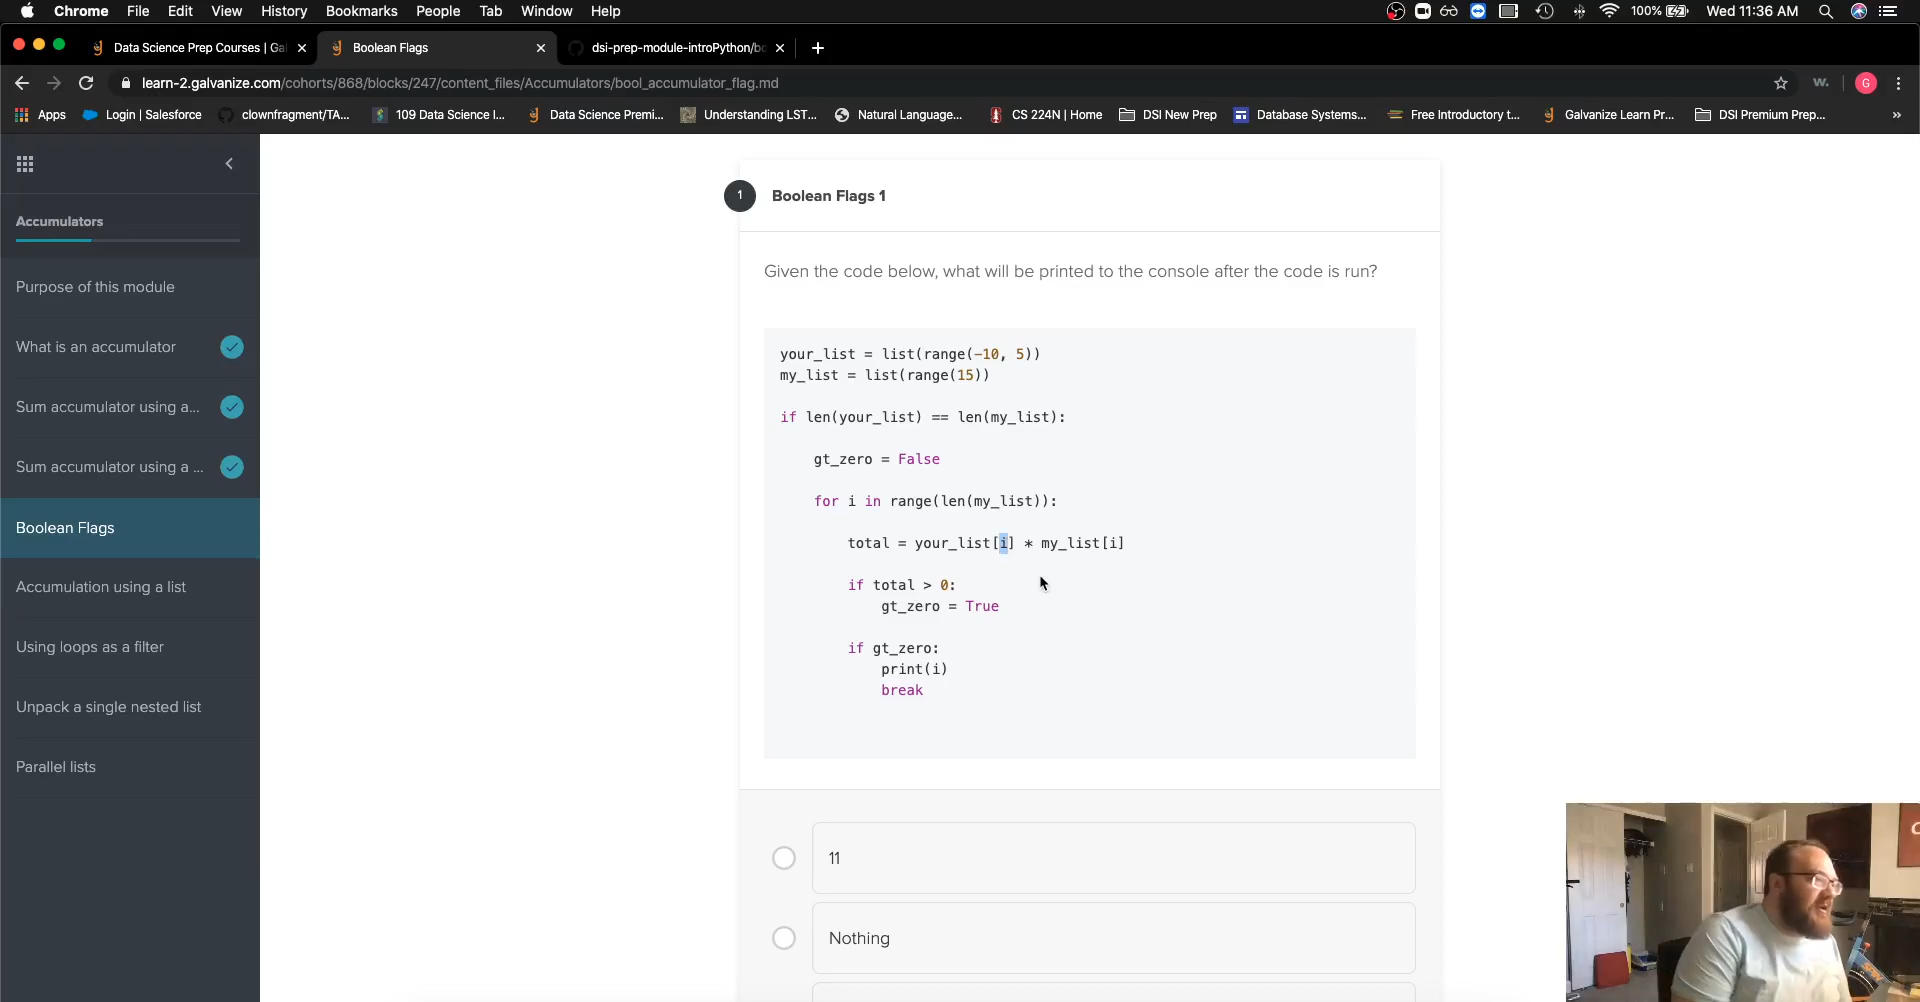 Chrome File Edit View History Bookmarks People Tab Window Help 100% Wed 11:36 AM
Data Science Prep Courses | Ga
Boolean Flags
dsi-prep-module-introPython/bo
learn-2.galvanize.com/cohorts/868/blocks/247/content_files/Accumulators/bool_accumulator_flag.md
w.
G
Apps Login | Salesforce clownfragment/TA... 109 Data Science I... Data Science Premi... Understanding LST... Natural Language... CS 224N | Home DSI New Prep Database Systems... Free Introductory t... Galvanize Learn Pr... DSI Premium Prep... »
Accumulators
Purpose of this module
What is an accumulator
Sum accumulator using a...
Sum accumulator using a ...
Boolean Flags
Accumulation using a list
Using loops as a filter
Unpack a single nested list
Parallel lists
1 Boolean Flags 1
Given the code below, what will be printed to the console after the code is run?
your_list = list(range(-10, 5))
my_list = list(range(15))
if len(your_list) == len(my_list):
gt_zero = False
for i in range(len(my_list)):
total = your_list[i] * my_list[i]
if total > 0:
gt_zero = True
if gt_zero:
print(i)
break
11
Nothing